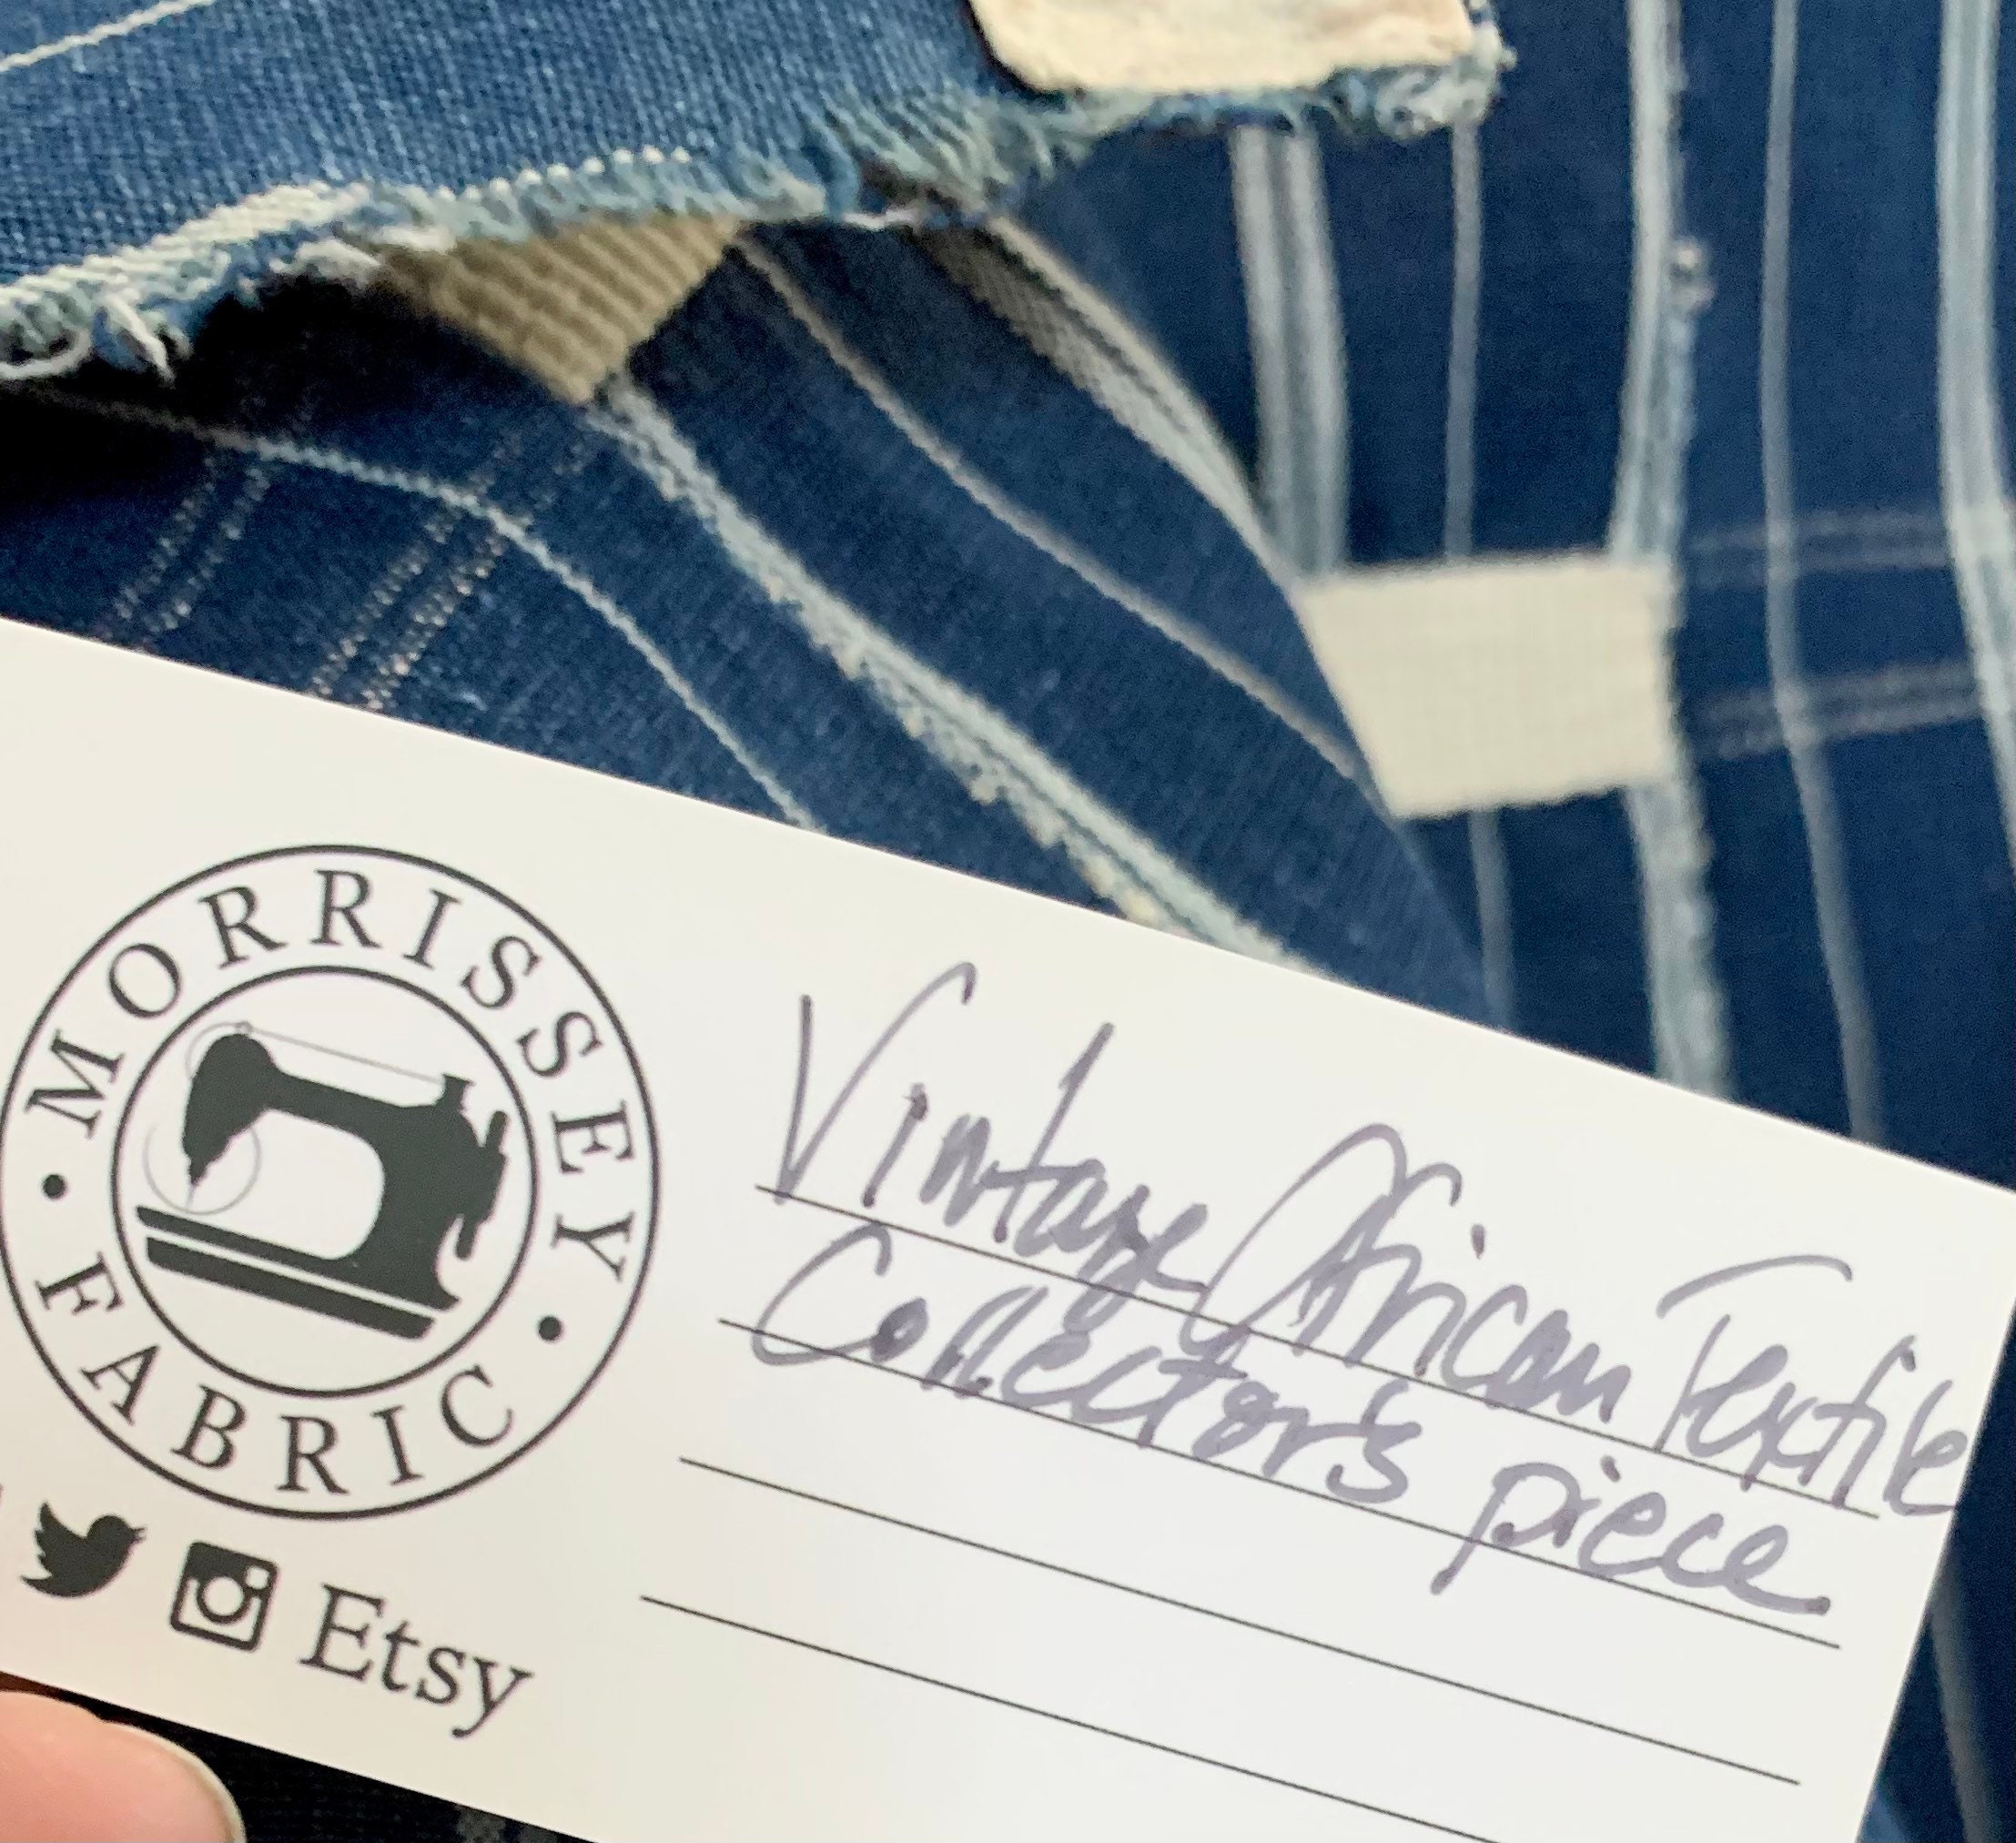 MORRISSEY
FABRIC
Etsy
Vintage African Textile
Collector's piece